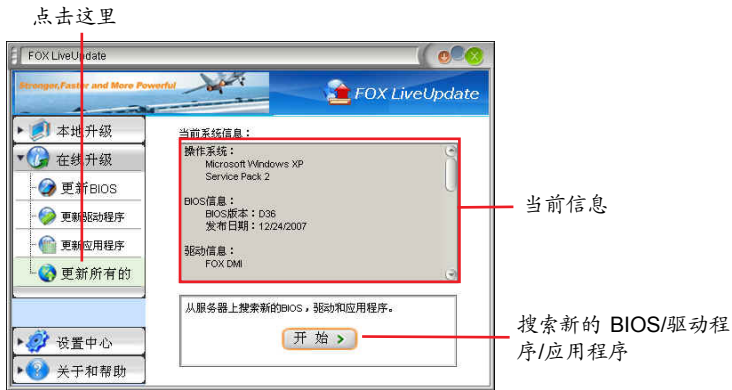 点击这里
FOX LiveUpdate
Stronger,Faster and More Powerful
FOX LiveUpdate
本地升级
在线升级
更新BIOS
更新驱动程序
更新应用程序
更新所有的
设置中心
关于和帮助
当前系统信息：
操作系统：
Microsoft Windows XP
Service Pack 2
BIOS信息：
BIOS版本：D36
发布日期：12/24/2007
驱动信息：
FOX DMI
从服务器上搜索新的BIOS，驱动和应用程序。
开 始
当前信息
搜索新的 BIOS/驱动程
序/应用程序